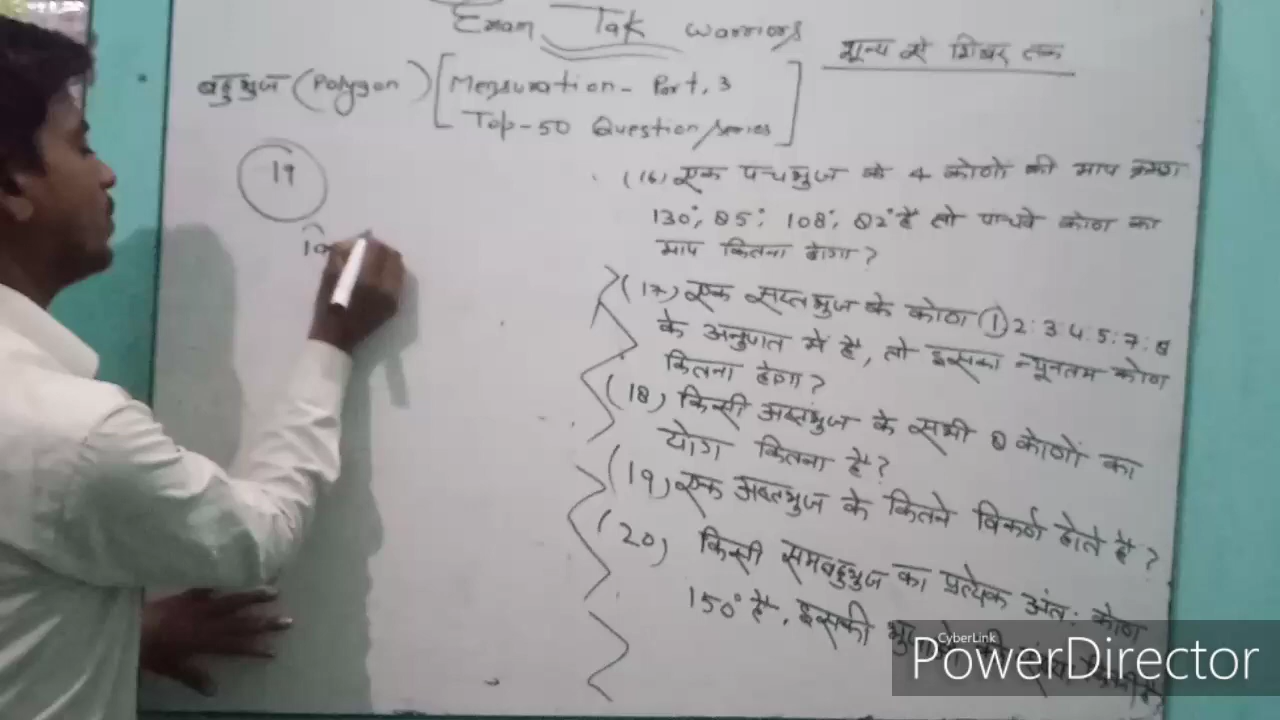 Exam Tak warriors
शून्य से शिखर तक
बहुभुज (Polygon) [Mensuration - Part, 3
Top-50 Question/series]
19
वि
(16) एक पंचभुज के 4 कोणो की माप क्रमशः
130°, 85°, 108°, 82° है तो पाचवे कोण का
माप कितना होगा?
(17) एक सप्तभुज के कोण 1 2:3:4:5:7:8
के अनुपात मे है, तो इसका न्यूनतम कोण
कितना होगा?
(18) किसी अष्टभुज के सभी 8 कोणों का
योग कितना है?
(19) एक अष्टभुज के कितने विकर्ण होते है?
(20) किसी समबहुभुज का प्रत्येक अंतः कोण
150° है, इसकी
CyberLink
PowerDirector